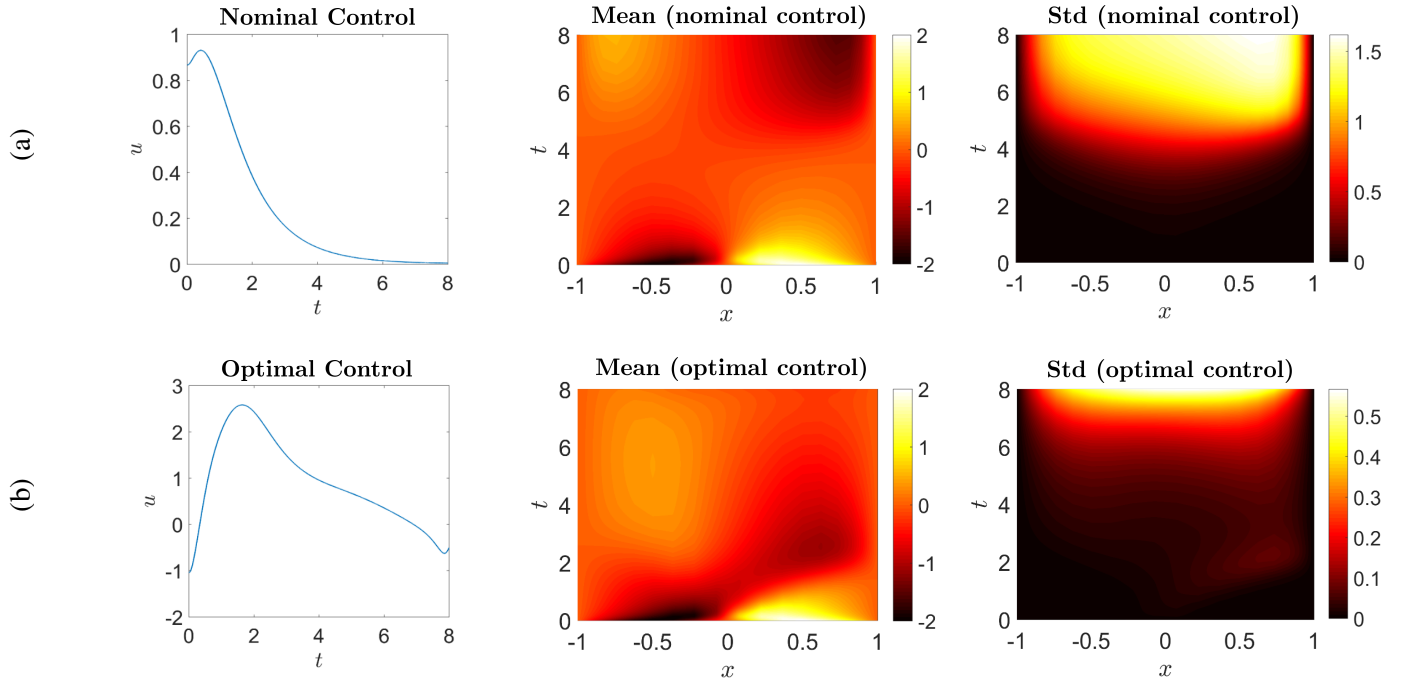 (a)
Nominal Control
1
0.8
0.6
0.4
0.2
0
u
0 2 4 6 8
t
Mean (nominal control)
8
6
4
2
0
t
-1 -0.5 0 0.5 1
x
2
1
0
-1
-2
Std (nominal control)
8
6
4
2
0
t
-1 -0.5 0 0.5 1
x
1.5
1
0.5
0
(b)
Optimal Control
3
2
1
0
-1
-2
u
0 2 4 6 8
t
Mean (optimal control)
8
6
4
2
0
t
-1 -0.5 0 0.5 1
x
2
1
0
-1
-2
Std (optimal control)
8
6
4
2
0
t
-1 -0.5 0 0.5 1
x
0.5
0.4
0.3
0.2
0.1
0